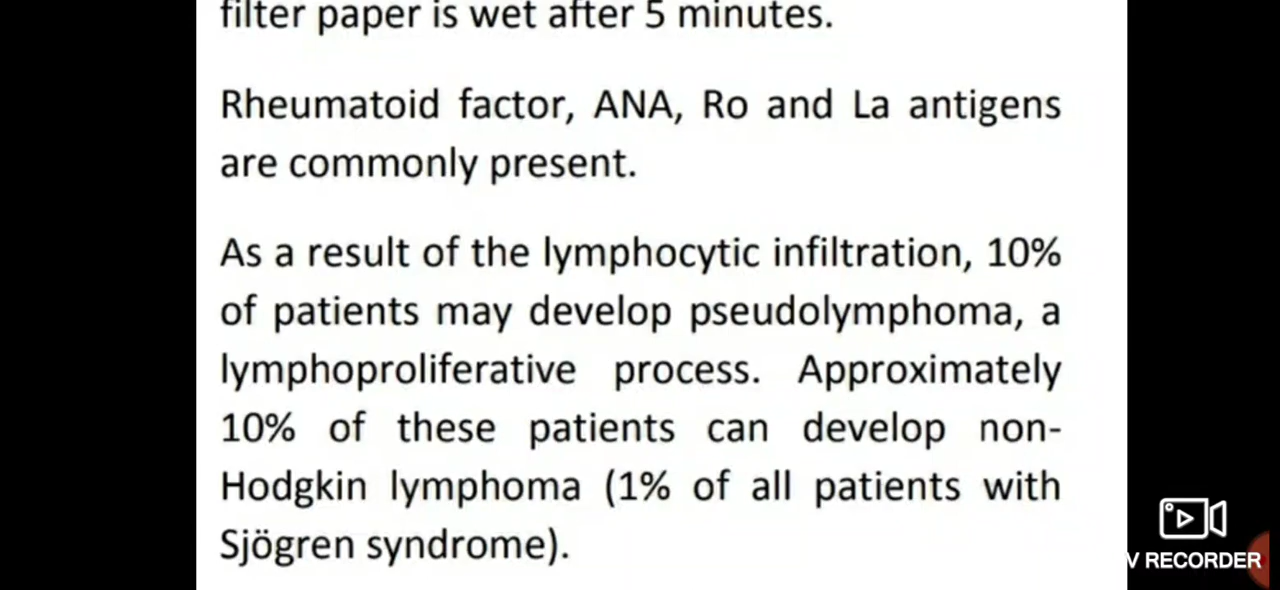 filter paper is wet after 5 minutes.
Rheumatoid factor, ANA, Ro and La antigens
are commonly present.
As a result of the lymphocytic infiltration, 10%
of patients may develop pseudolymphoma, a
lymphoproliferative process. Approximately
10% of these patients can develop non-
Hodgkin lymphoma (1% of all patients with
Sjögren syndrome).
V RECORDER